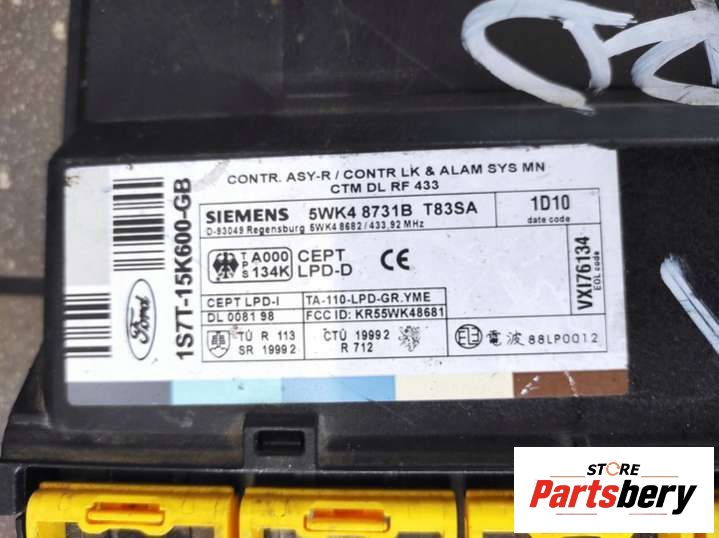 CONTR. ASY-R / CONTR LK & ALAM SYS MN
CTM DL RF 433
Ford
1S7T-15K600-GB
SIEMENS 5WK4 8731B T83SA
D-93049 Regensburg 5WK4 8682 / 433,92 MHz
1D10
date code
T A000
P
S 134K
CEPT
LPD-D
CE
VXI76134
EOL code
CEPT LPD-I
DL 0081 98
TA-110-LPD-GR.YME
FCC ID: KR55WK48681
TÚ R 113
SR 1999 2
CTÚ 1999 2
R 712
電波 88LP0012
STORE
Partsbery